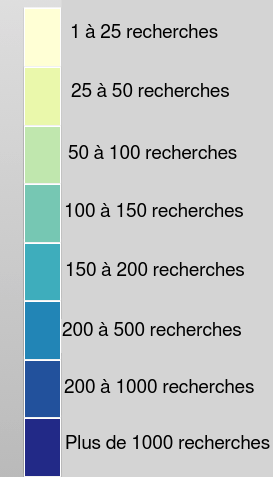 1 à 25 recherches
25 à 50 recherches
50 à 100 recherches
100 à 150 recherches
150 à 200 recherches
200 à 500 recherches
200 à 1000 recherches
Plus de 1000 recherches